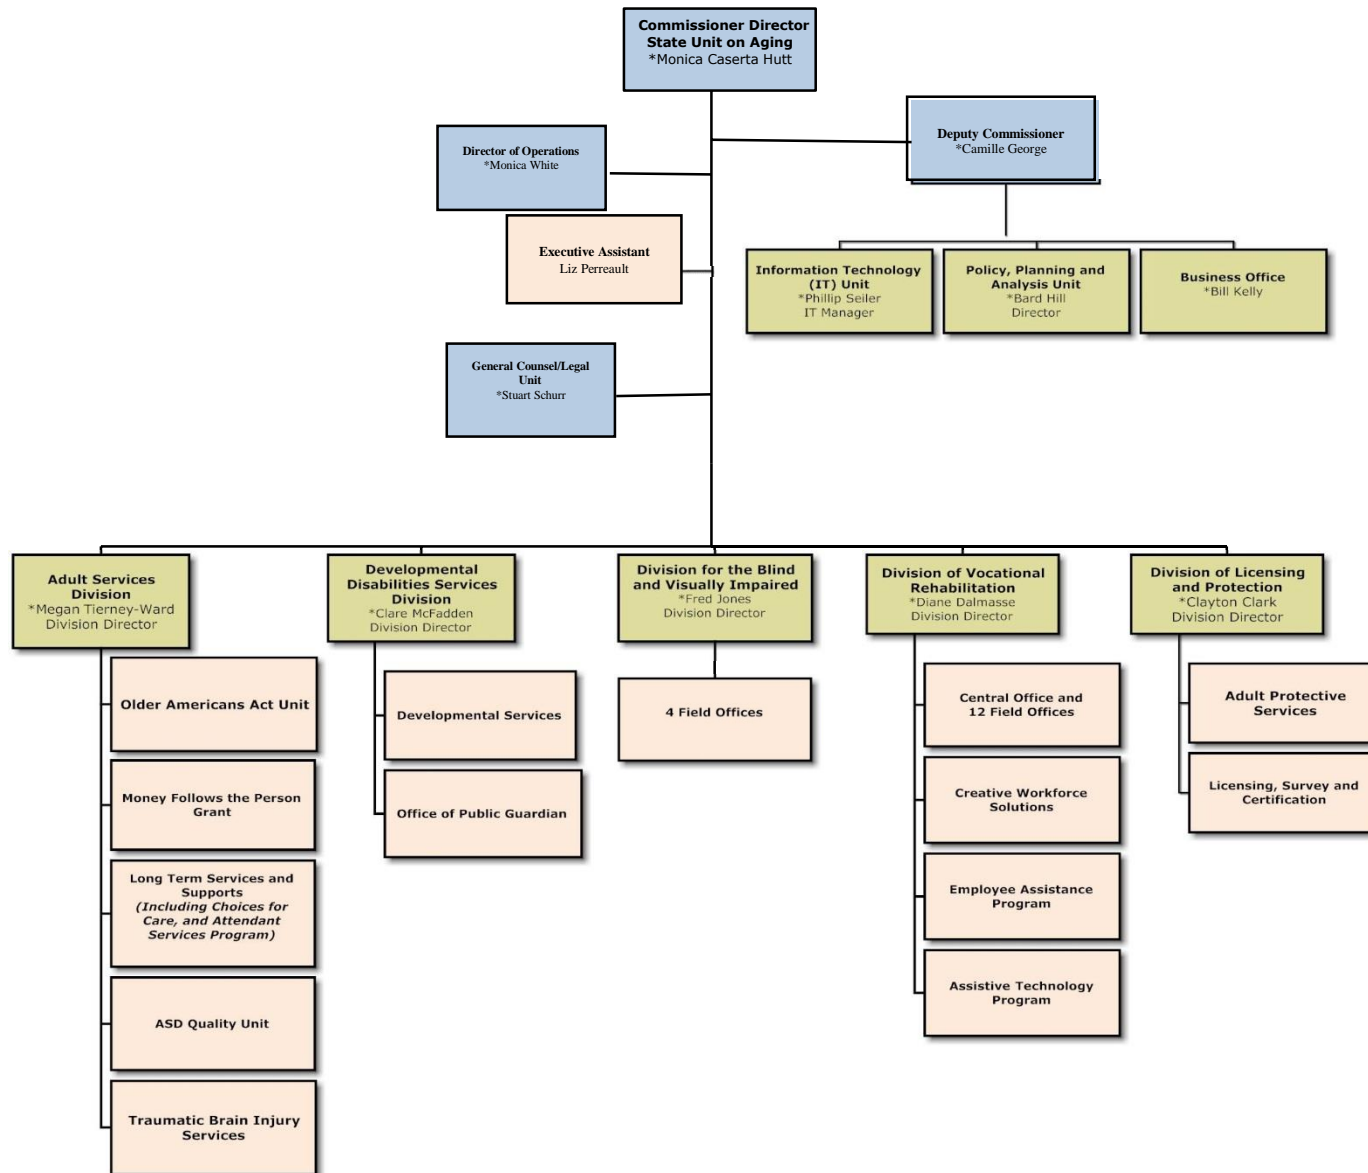 Commissioner Director
State Unit on Aging
*Monica Caserta Hutt
Deputy Commissioner
*Camille George
Director of Operations
*Monica White
Executive Assistant
Liz Perreault
Information Technology
(IT) Unit
*Phillip Seiler
IT Manager
Policy, Planning and
Analysis Unit
*Bard Hill
Director
Business Office
*Bill Kelly
General Counsel/Legal
Unit
*Stuart Schurr
Adult Services
Division
*Megan Tierney-Ward
Division Director
Developmental
Disabilities Services
Division
*Clare McFadden
Division Director
Division for the Blind
and Visually Impaired
*Fred Jones
Division Director
Division of Vocational
Rehabilitation
*Diane Dalmasse
Division Director
Division of Licensing
and Protection
*Clayton Clark
Division Director
Older Americans Act Unit
Money Follows the Person
Grant
Long Term Services and
Supports
(Including Choices for
Care, and Attendant
Services Program)
ASD Quality Unit
Traumatic Brain Injury
Services
Developmental Services
Office of Public Guardian
4 Field Offices
Central Office and
12 Field Offices
Creative Workforce
Solutions
Employee Assistance
Program
Assistive Technology
Program
Adult Protective
Services
Licensing, Survey and
Certification